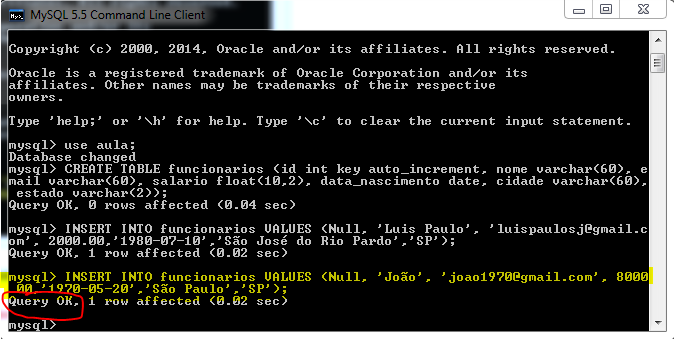 MySQL 5.5 Command Line Client
Copyright (c) 2000, 2014, Oracle and/or its affiliates. All rights reserved.
Oracle is a registered trademark of Oracle Corporation and/or its
affiliates. Other names may be trademarks of their respective
owners.
Type 'help;' or '\h' for help. Type '\c' to clear the current input statement.
mysql> use aula;
Database changed
mysql> CREATE TABLE funcionarios (id int key auto_increment, nome varchar(60), e
mail varchar(60), salario float(10,2), data_nascimento date, cidade varchar(60),
estado varchar(2));
Query OK, 0 rows affected (0.04 sec)
mysql> INSERT INTO funcionarios VALUES (Null, 'Luis Paulo', 'luispaulosj@gmail.c
om', 2000.00,'1980-07-10','São José do Rio Pardo','SP');
Query OK, 1 row affected (0.02 sec)
mysql> INSERT INTO funcionarios VALUES (Null, 'João', 'joao1970@gmail.com', 8000
.00,'1970-05-20','São Paulo','SP');
Query OK, 1 row affected (0.02 sec)
mysql>